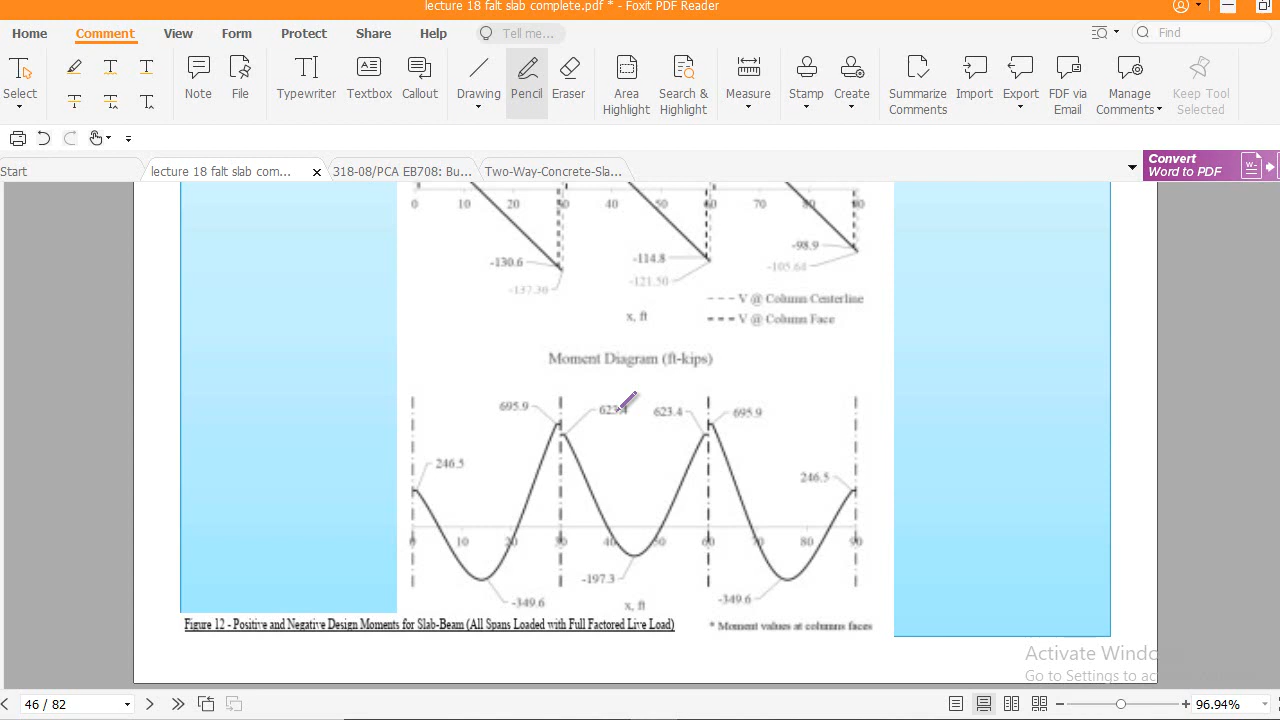 lecture 18 falt slab complete.pdf * - Foxit PDF Reader
Home Comment View Form Protect Share Help Tell me... Find
Select Note File Typewriter Textbox Callout Drawing Pencil Eraser Area Highlight Search & Highlight Measure Stamp Create Summarize Comments Import Export FDF via Email Manage Comments Keep Tool Selected
Start lecture 18 falt slab com... 318-08/PCA EB708: Bu... Two-Way-Concrete-Sla... Convert Word to PDF
0 10 20 30 40 50 60 70 80 90
-130.6 -114.8 -98.9
-137.36 -121.50 -105.64
V @ Column Centerline
x, ft V @ Column Face
Moment Diagram (ft-kips)
695.9 623.4 623.4 695.9
246.5 246.5
0 10 20 30 40 50 60 70 80 90
-197.3
-349.6 x, ft -349.6
Figure 12 - Positive and Negative Design Moments for Slab-Beam (All Spans Loaded with Full Factored Live Load) * Moment values at columns faces
Activate Windo
Go to Settings to ac
46 / 82 96.94%